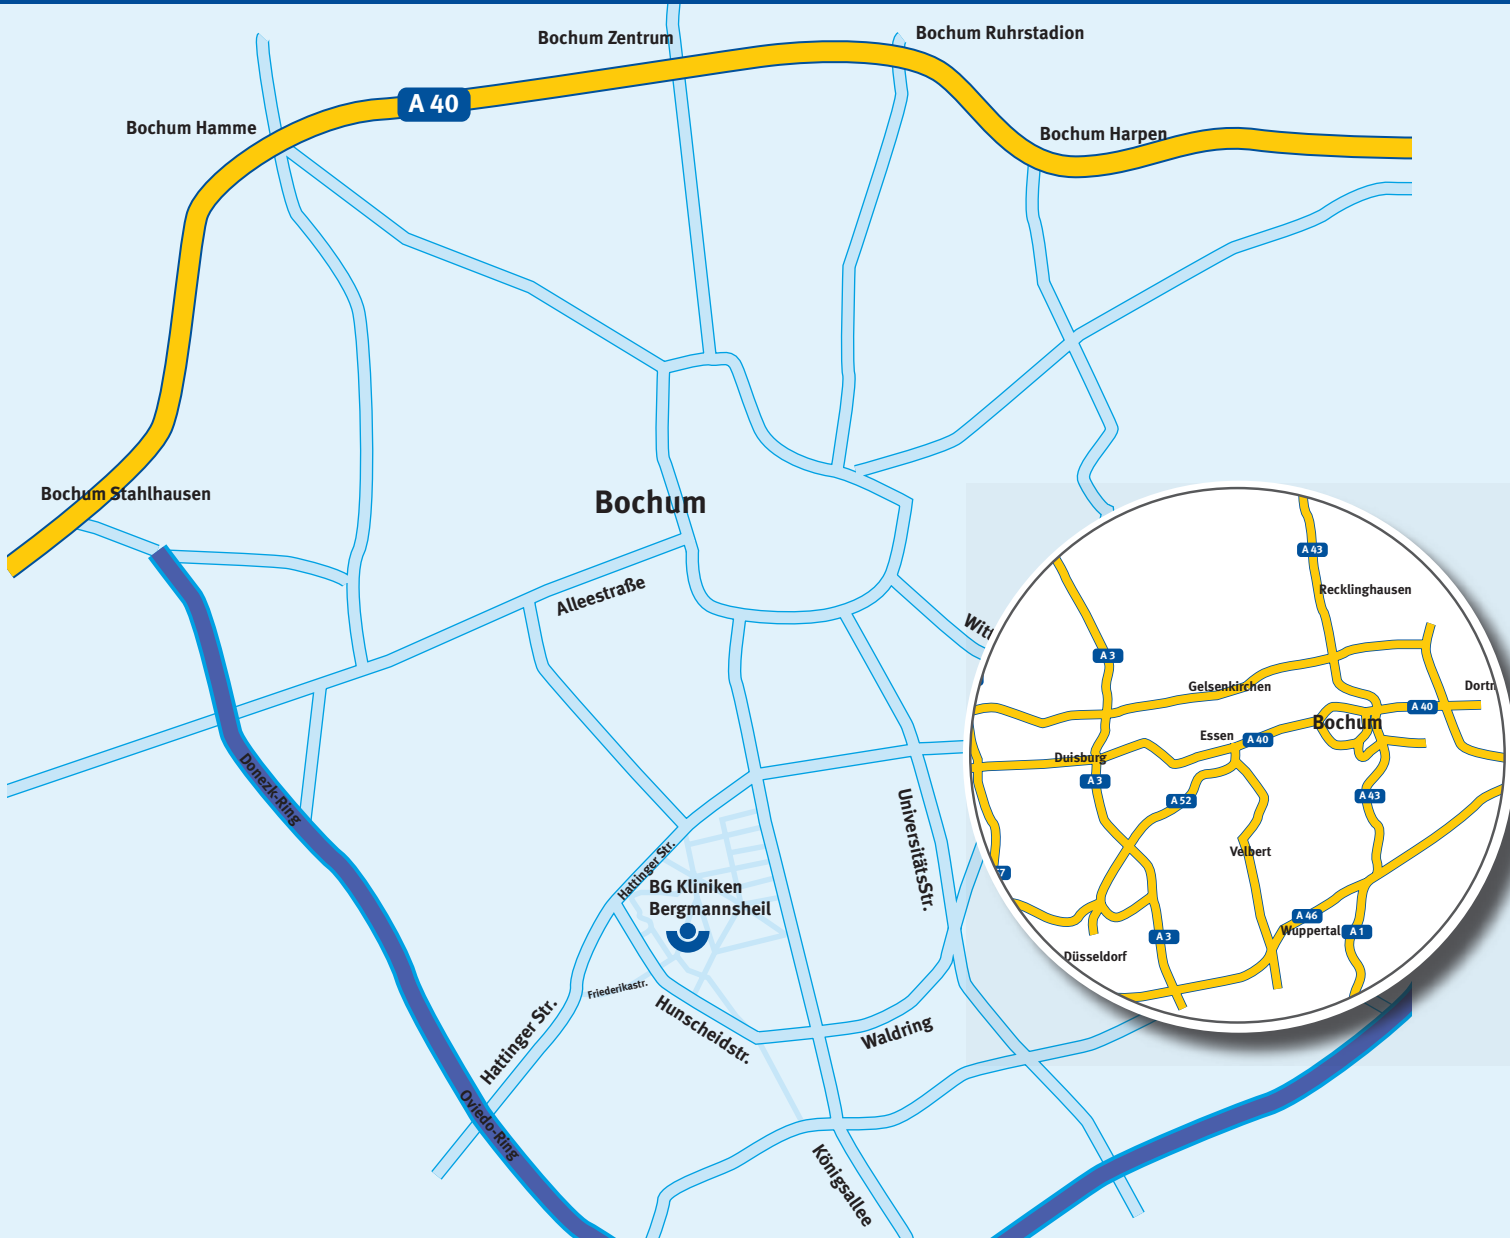 Bochum Ruhrstadion
Bochum Zentrum
A 40
Bochum Hamme
Bochum Harpen
Bochum Stahlhausen
Bochum
Alleestraße
A 43
Recklinghausen
A 3
Gelsenkirchen
A 40
Bochum
Essen
A 40
Duisburg
A 3
A 52
A 43
Velbert
A 46
Wuppertal
A 1
A 3
Düsseldorf
Donezk-Ring
UniversitätsStr.
Hattinger Str.
BG Kliniken
Bergmannsheil
Friederikastr.
Hunscheidstr.
Waldring
Hattinger Str.
Oviedo-Ring
Königsallee